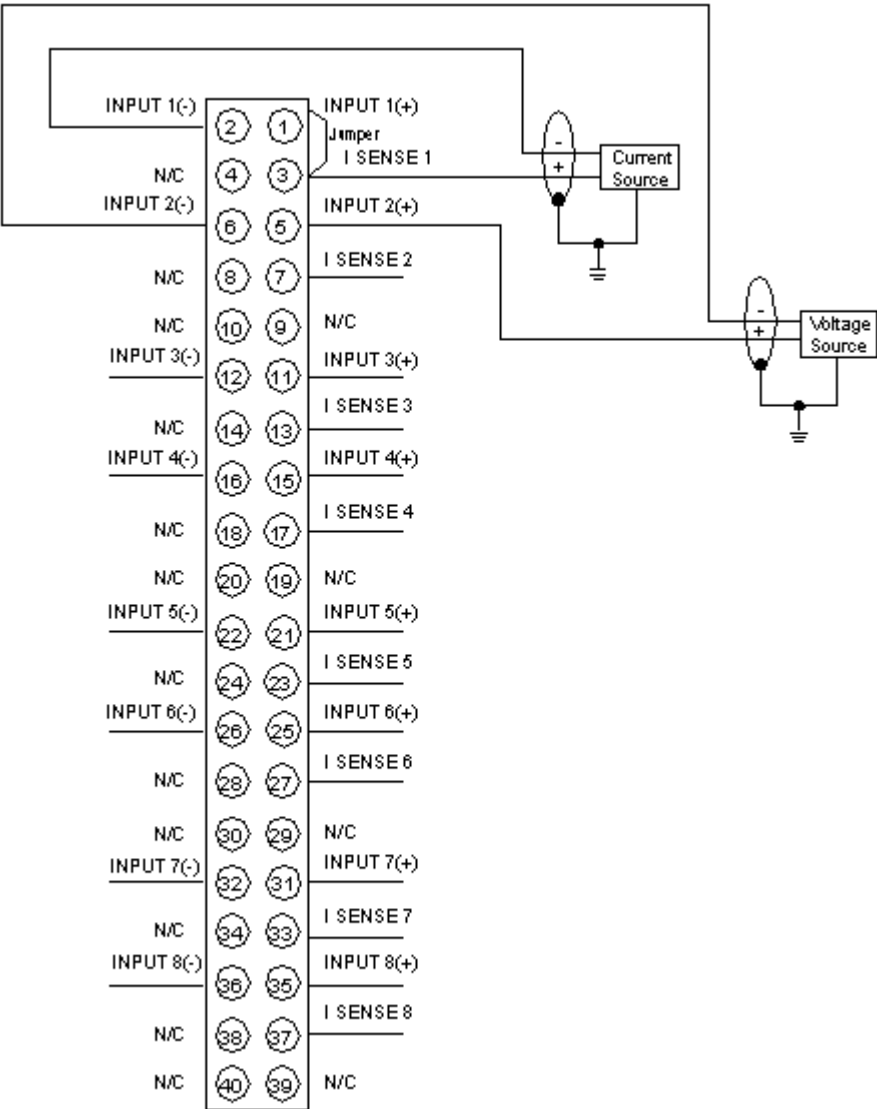 INPUT 1(-) 2 1 INPUT 1(+)
Jumper
I SENSE 1
N/C 4 3
- Current
+ Source
INPUT 2(-) 6 5 INPUT 2(+)
N/C 8 7 I SENSE 2
N/C 10 9 N/C
- Voltage
+ Source
INPUT 3(-) 12 11 INPUT 3(+)
N/C 14 13 I SENSE 3
INPUT 4(-) 16 15 INPUT 4(+)
N/C 18 17 I SENSE 4
N/C 20 19 N/C
INPUT 5(-) 22 21 INPUT 5(+)
N/C 24 23 I SENSE 5
INPUT 6(-) 26 25 INPUT 6(+)
N/C 28 27 I SENSE 6
N/C 30 29 N/C
INPUT 7(-) 32 31 INPUT 7(+)
N/C 34 33 I SENSE 7
INPUT 8(-) 36 35 INPUT 8(+)
N/C 38 37 I SENSE 8
N/C 40 39 N/C